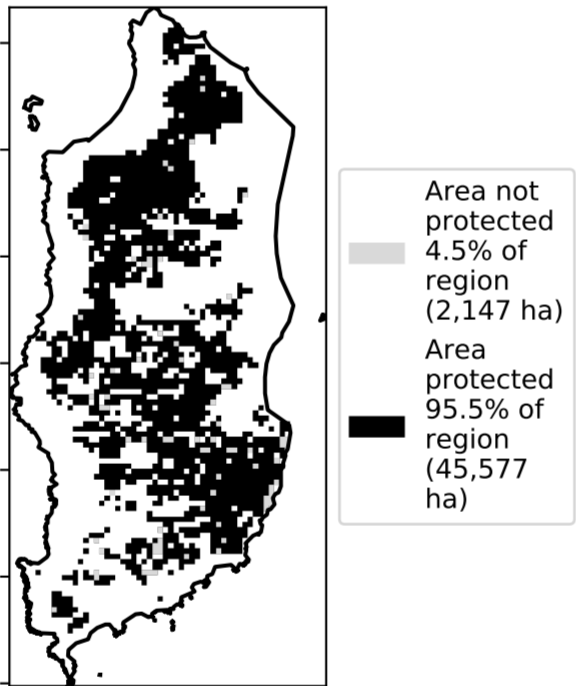 Area not
protected
4.5% of
region
(2,147 ha)
Area
protected
95.5% of
region
(45,577
ha)